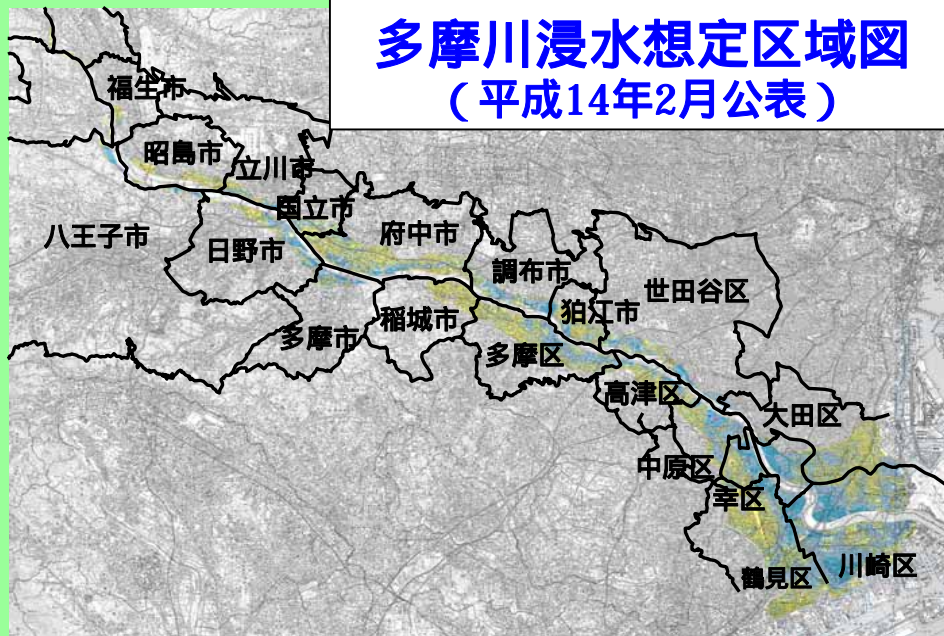 多摩川浸水想定区域図
（平成14年2月公表）
福生市
昭島市
立川市
国立市
八王子市
日野市
府中市
調布市
世田谷区
狛江市
稲城市
多摩市
多摩区
高津区
大田区
中原区
幸区
川崎区
鶴見区